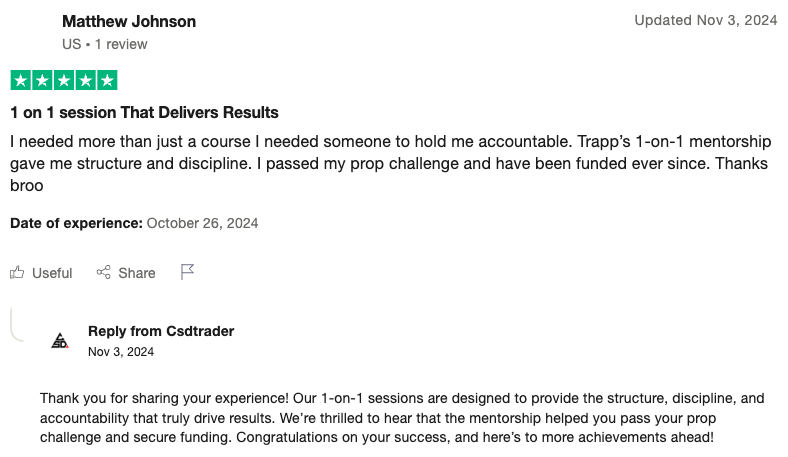 Matthew Johnson
Updated Nov 3, 2024
US • 1 review
1 on 1 session That Delivers Results
I needed more than just a course I needed someone to hold me accountable. Trapp’s 1-on-1 mentorship
gave me structure and discipline. I passed my prop challenge and have been funded ever since. Thanks
broo
Date of experience: October 26, 2024
Useful Share
Reply from Csdtrader
Nov 3, 2024
Thank you for sharing your experience! Our 1-on-1 sessions are designed to provide the structure, discipline, and
accountability that truly drive results. We’re thrilled to hear that the mentorship helped you pass your prop
challenge and secure funding. Congratulations on your success, and here’s to more achievements ahead!